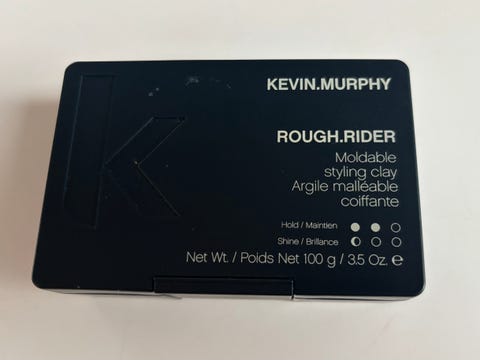 KEVIN.MURPHY
ROUGH.RIDER
Moldable
styling clay
Argile malléable
coiffante
Hold / Maintien
Shine / Brillance
Net Wt. / Poids Net 100 g / 3.5 Oz. ℮